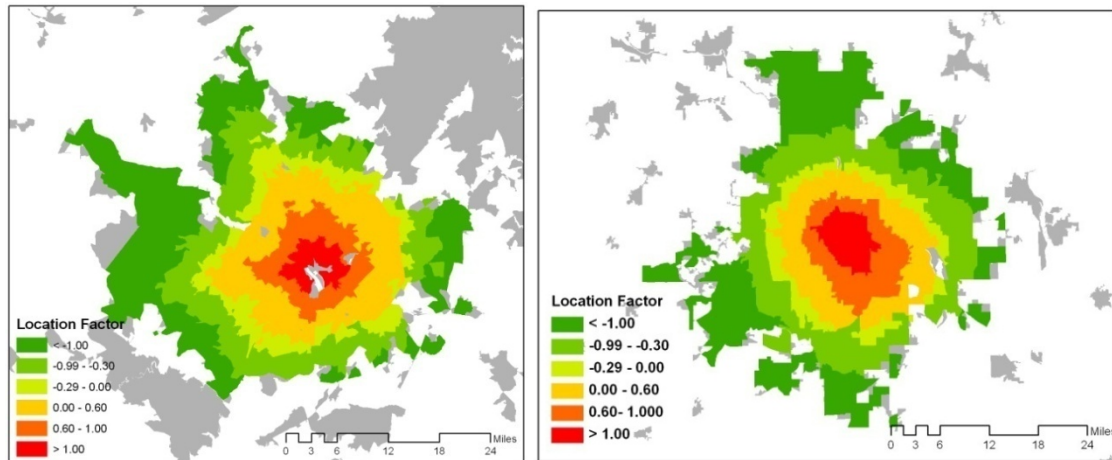 Location Factor
< -1.00
-0.99 - -0.30
-0.29 - 0.00
0.00 - 0.60
0.60 - 1.00
> 1.00
Miles
0 3 6 12 18 24
Location Factor
< -1.00
-0.99 - -0.30
-0.29 - 0.00
0.00 - 0.60
0.60- 1.000
> 1.00
Miles
0 3 6 12 18 24